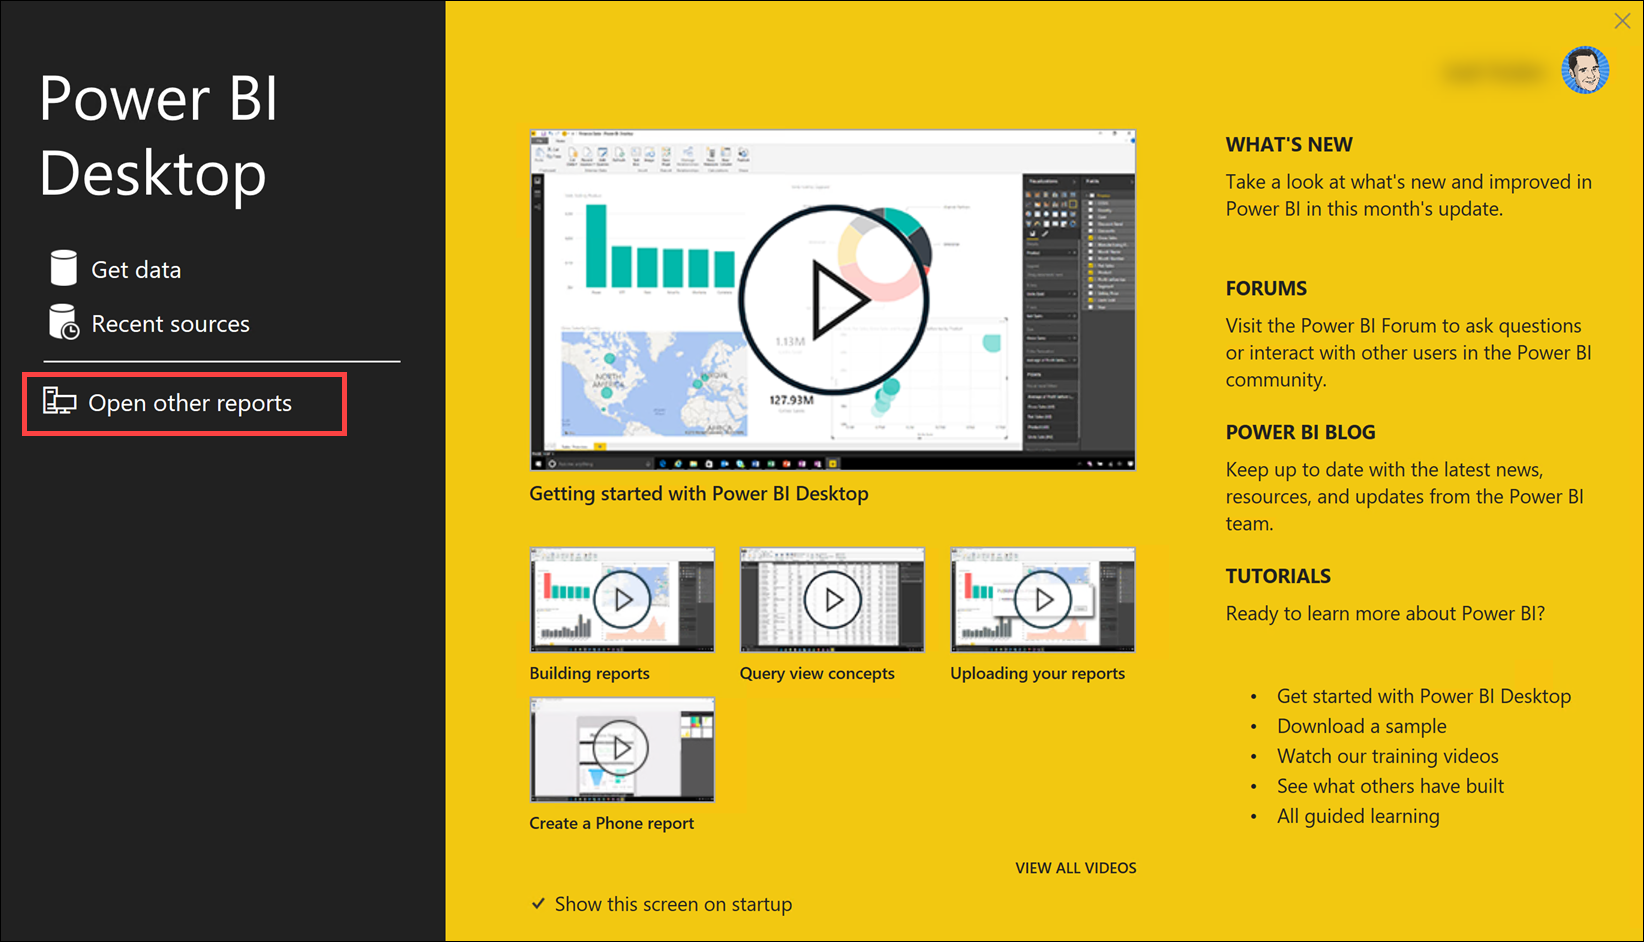 Power BI
Desktop
Get data
Recent sources
Open other reports
1.13M
127.93M
NORTH
AMERICA
EUROPE
AFRICA
Getting started with Power BI Desktop
Building reports
Query view concepts
Uploading your reports
Create a Phone report
VIEW ALL VIDEOS
Show this screen on startup
WHAT'S NEW
Take a look at what's new and improved in
Power BI in this month's update.
FORUMS
Visit the Power BI Forum to ask questions
or interact with other users in the Power BI
community.
POWER BI BLOG
Keep up to date with the latest news,
resources, and updates from the Power BI
team.
TUTORIALS
Ready to learn more about Power BI?
• Get started with Power BI Desktop
• Download a sample
• Watch our training videos
• See what others have built
• All guided learning